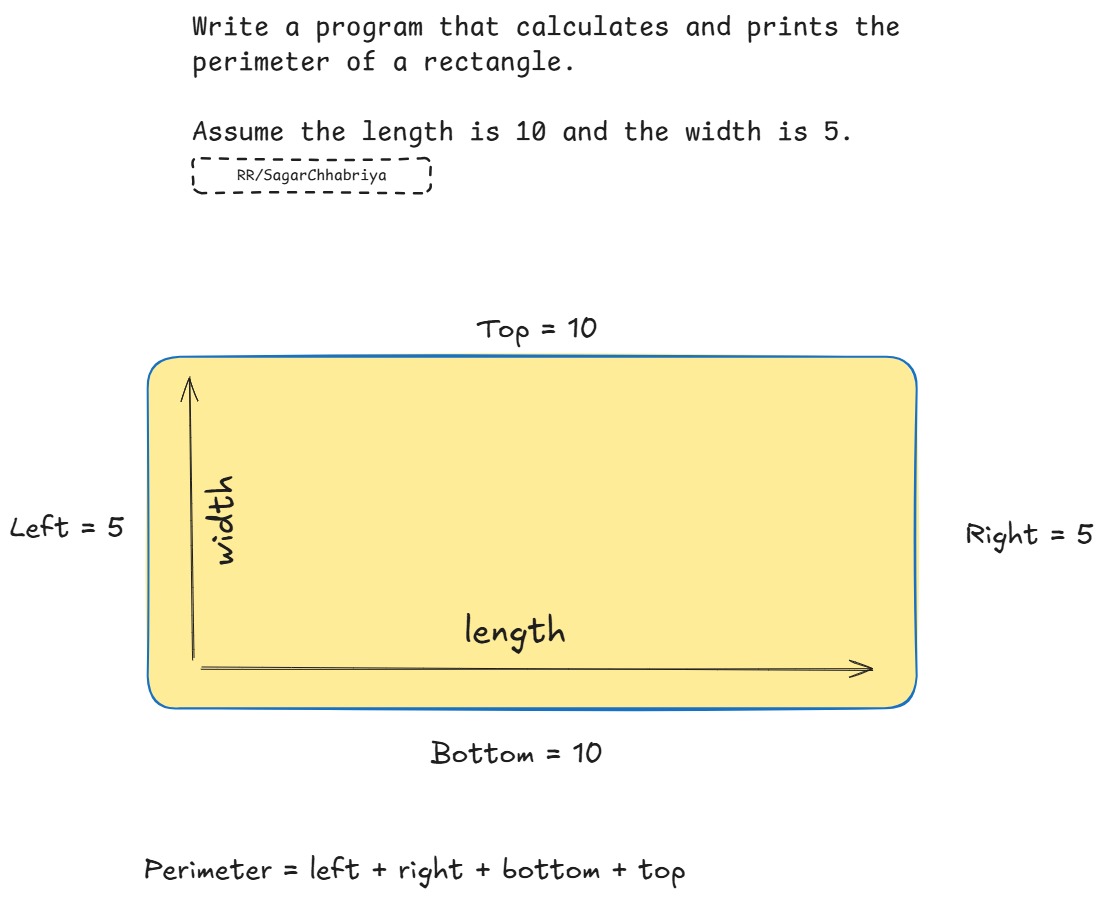 Write a program that calculates and prints the
perimeter of a rectangle.
Assume the length is 10 and the width is 5.
RR/SagarChhabriya
Top = 10
width
Left = 5
Right = 5
length
Bottom = 10
Perimeter = left + right + bottom + top